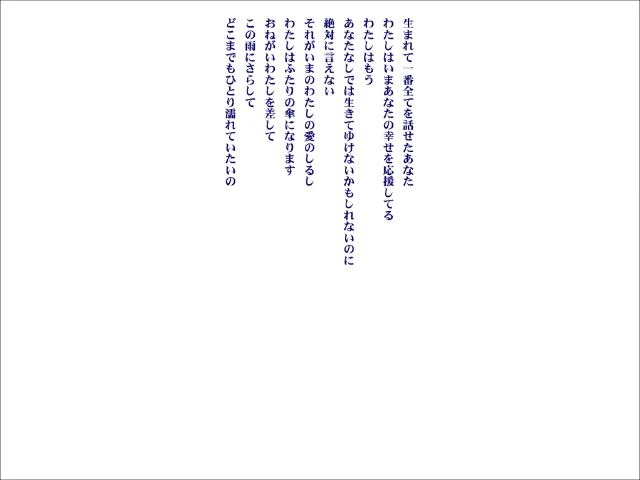 生まれて一番全てを話せたあなた
わたしはいまあなたの幸せを応援してる
わたしはもう
あなたなしでは生きてゆけないかもしれないのに
絶対に言えない
それがいまのわたしの愛のしるし
わたしはふたりの傘になります
おねがいわたしを差して
この雨にさらして
どこまでもひとり濡れていたいの